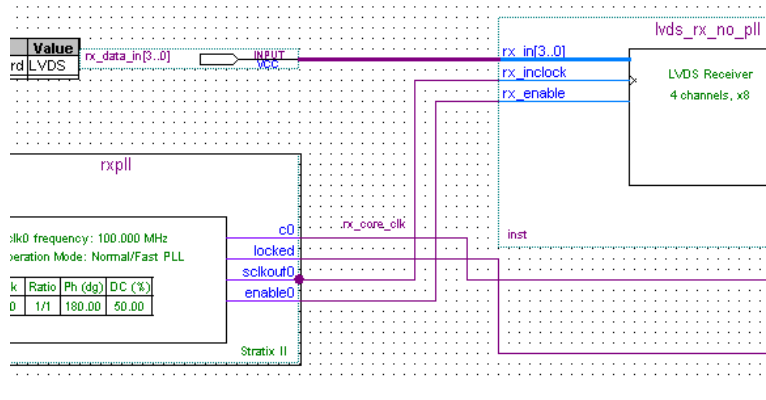 lvds_rx_no_pll
Value
rd LVDS
rx_data_in[3..0]
INPUT
VCC
rx_in[3..0]
rx_inclock
rx_enable
LVDS Receiver
4 channels, x8
inst
rxpll
clk0 frequency: 100.000 MHz
peration Mode: Normal/Fast PLL
k Ratio Ph (dg) DC (%)
0 1/1 180.00 50.00
c0
locked
sclkout0
enable0
rx_core_clk
Stratix II